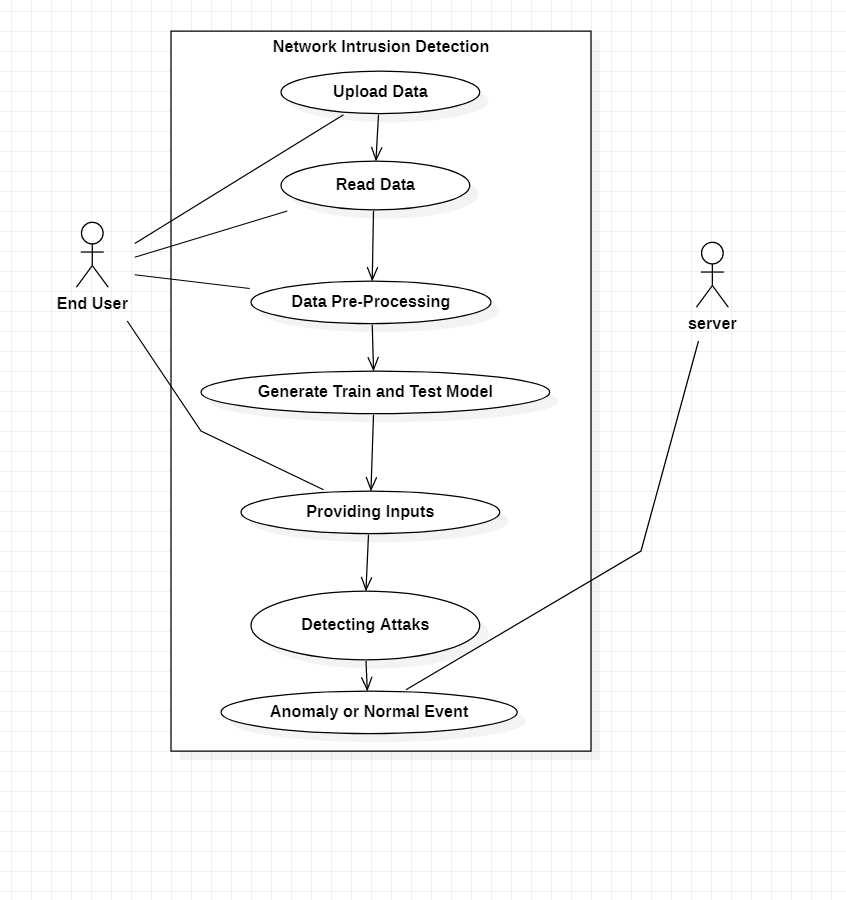 Network Intrusion Detection
Upload Data
Read Data
End User
Data Pre-Processing
server
Generate Train and Test Model
Providing Inputs
Detecting Attaks
Anomaly or Normal Event